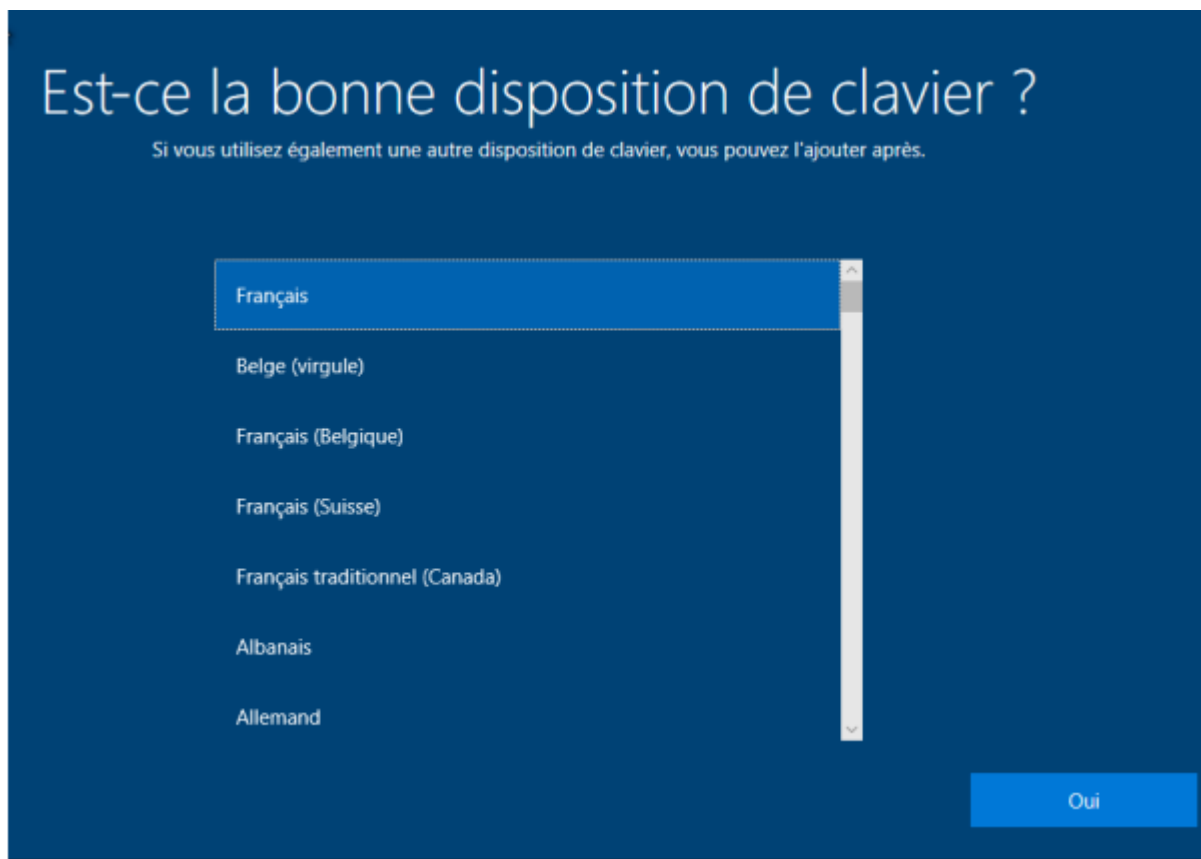 Est-ce la bonne disposition de clavier ?
Si vous utilisez également une autre disposition de clavier, vous pouvez l'ajouter après.
Français
Belge (virgule)
Français (Belgique)
Français (Suisse)
Français traditionnel (Canada)
Albanais
Allemand
Oui